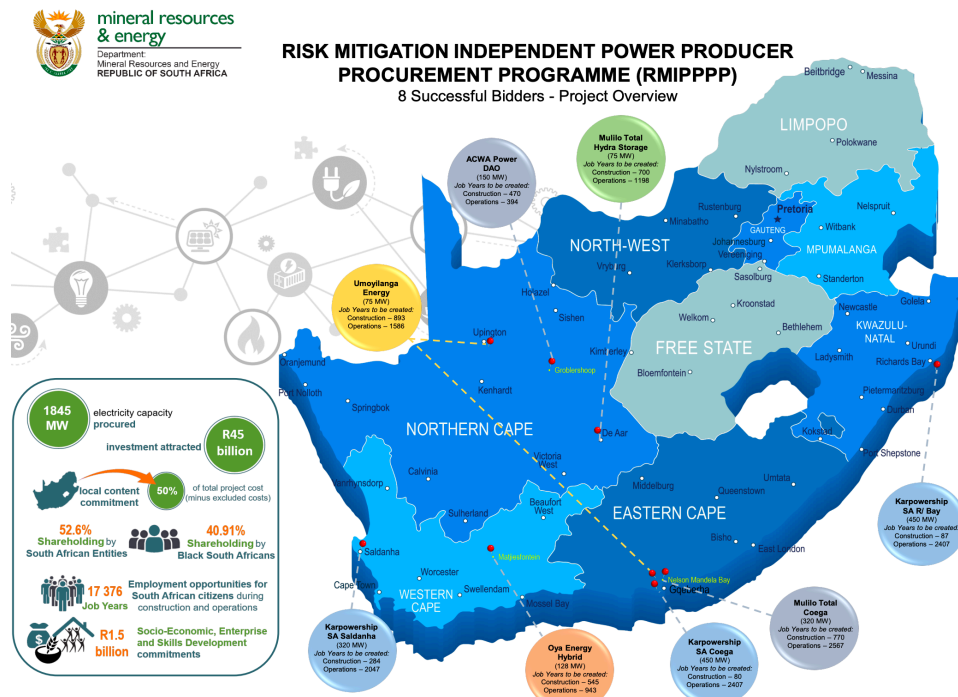 mineral resources
& energy
Department:
Mineral Resources and Energy
REPUBLIC OF SOUTH AFRICA
RISK MITIGATION INDEPENDENT POWER PRODUCER
PROCUREMENT PROGRAMME (RMIPPPP)
8 Successful Bidders - Project Overview
Beitbridge
Messina
LIMPOPO
Polokwane
Nylstroom
Mulilo Total
Hydra Storage
(75 MW)
Job Years to be created:
Construction – 700
Operations – 1198
ACWA Power
DAO
(150 MW)
Job Years to be created:
Construction – 470
Operations – 394
Rustenburg
Minabatho
Pretoria
GAUTENG
Johannesburg
Vereeniging
Sasolburg
Nelspruit
Witbank
MPUMALANGA
Standerton
NORTH-WEST
Vryburg
Klerksborp
Umoyilanga
Energy
(75 MW)
Job Years to be created:
Construction – 893
Operations – 1586
Hotazel
Sishen
Upington
Groblershoop
Kimberley
Kroonstad
Welkom
Bethlehem
FREE STATE
Bloemfontein
Newcastle
Golela
KWAZULU-
NATAL
Urundi
Ladysmith
Richards Bay
Pietermaritzburg
Durban
Kokstad
Port Shepstone
Oranjemund
Port Nolloth
Springbok
Kenhardt
NORTHERN CAPE
De Aar
Victoria
West
Calvinia
Vanrhynsdorp
Sutherland
Beaufort
West
Middelburg
Queenstown
Umtata
EASTERN CAPE
Bisho
East London
Karpowership
SA R/ Bay
(450 MW)
Job Years to be created:
Construction – 87
Operations – 2407
Saldanha
Matjiesfontein
Nelson Mandela Bay
Gqeberha
Cape Town
Worcester
Swellendam
WESTERN
CAPE
Mossel Bay
Karpowership
SA Saldanha
(320 MW)
Job Years to be created:
Construction – 284
Operations – 2047
Oya Energy
Hybrid
(128 MW)
Job Years to be created:
Construction – 545
Operations – 943
Karpowership
SA Coega
(450 MW)
Job Years to be created:
Construction – 80
Operations – 2407
Mulilo Total
Coega
(320 MW)
Job Years to be created:
Construction – 770
Operations – 2567
1845
MW
electricity capacity
procured
investment attracted
R45
billion
local content
commitment
50%
of total project cost
(minus excluded costs)
52.6%
Shareholding by
South African Entities
40.91%
Shareholding by
Black South Africans
17 376
Job Years
Employment opportunities for
South African citizens during
construction and operations
R1.5
billion
Socio-Economic, Enterprise
and Skills Development
commitments